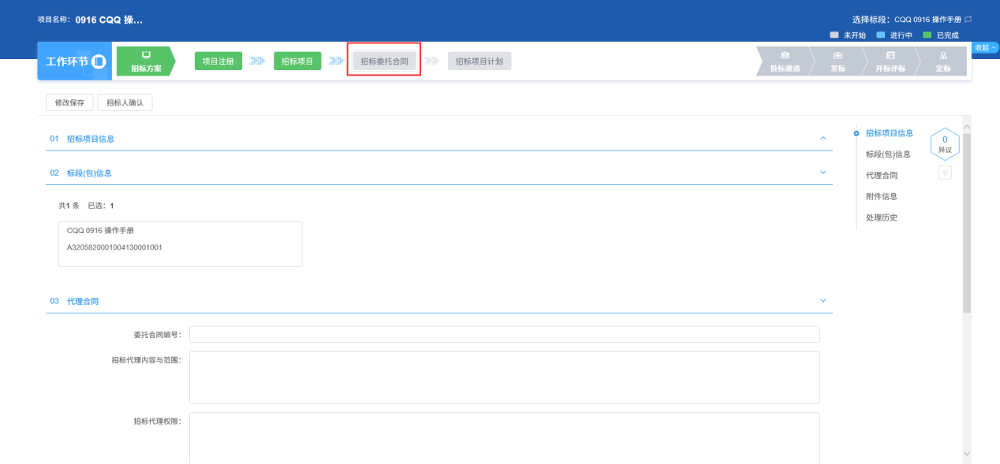 项目名称： 0916 CQQ 操...
选择标段： CQQ 0916 操作手册
未开始 进行中 已完成
工作环节
招标方案
项目注册
招标项目
招标委托合同
招标项目计划
投标邀请
发标
开标评标
定标
收起
修改保存
招标人确认
01 招标项目信息
02 标段(包)信息
共1 条 已选： 1
CQQ 0916 操作手册
A3205820001004130001001
03 代理合同
委托合同编号：
招标代理内容与范围：
招标代理权限：
招标项目信息
标段(包)信息
代理合同
附件信息
处理历史
0
异议